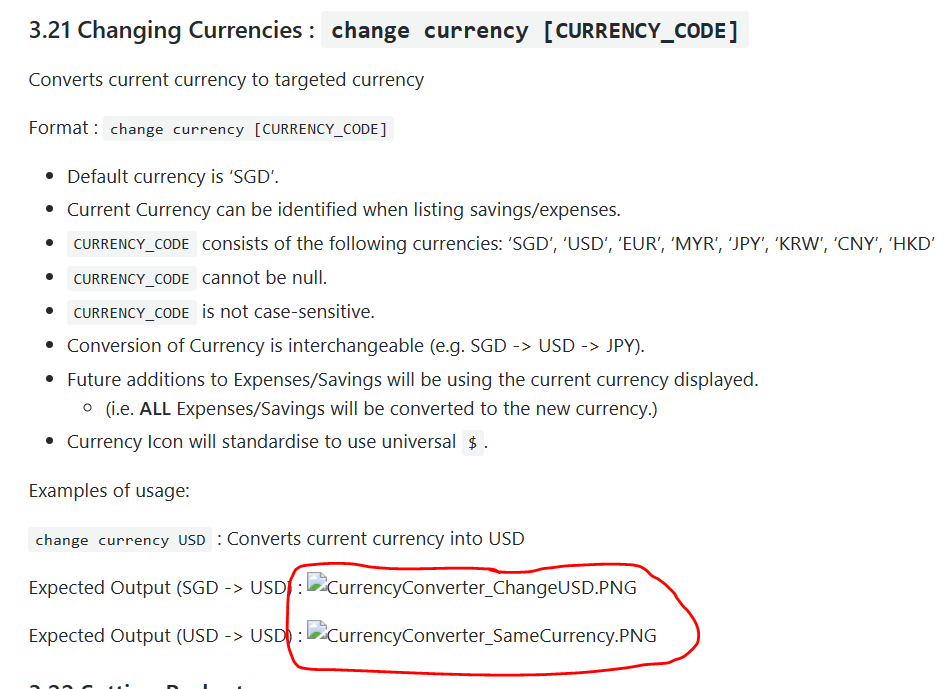 3.21 Changing Currencies : change currency [CURRENCY_CODE]
Converts current currency to targeted currency
Format : change currency [CURRENCY_CODE]
Default currency is ‘SGD’.
Current Currency can be identified when listing savings/expenses.
CURRENCY_CODE consists of the following currencies: ‘SGD’, ‘USD’, ‘EUR’, ‘MYR’, ‘JPY’, ‘KRW’, ‘CNY’, ‘HKD’
CURRENCY_CODE cannot be null.
CURRENCY_CODE is not case-sensitive.
Conversion of Currency is interchangeable (e.g. SGD -> USD -> JPY).
Future additions to Expenses/Savings will be using the current currency displayed.
(i.e. ALL Expenses/Savings will be converted to the new currency.)
Currency Icon will standardise to use universal $.
Examples of usage:
change currency USD : Converts current currency into USD
Expected Output (SGD -> USD) : CurrencyConverter_ChangeUSD.PNG
Expected Output (USD -> USD) : CurrencyConverter_SameCurrency.PNG